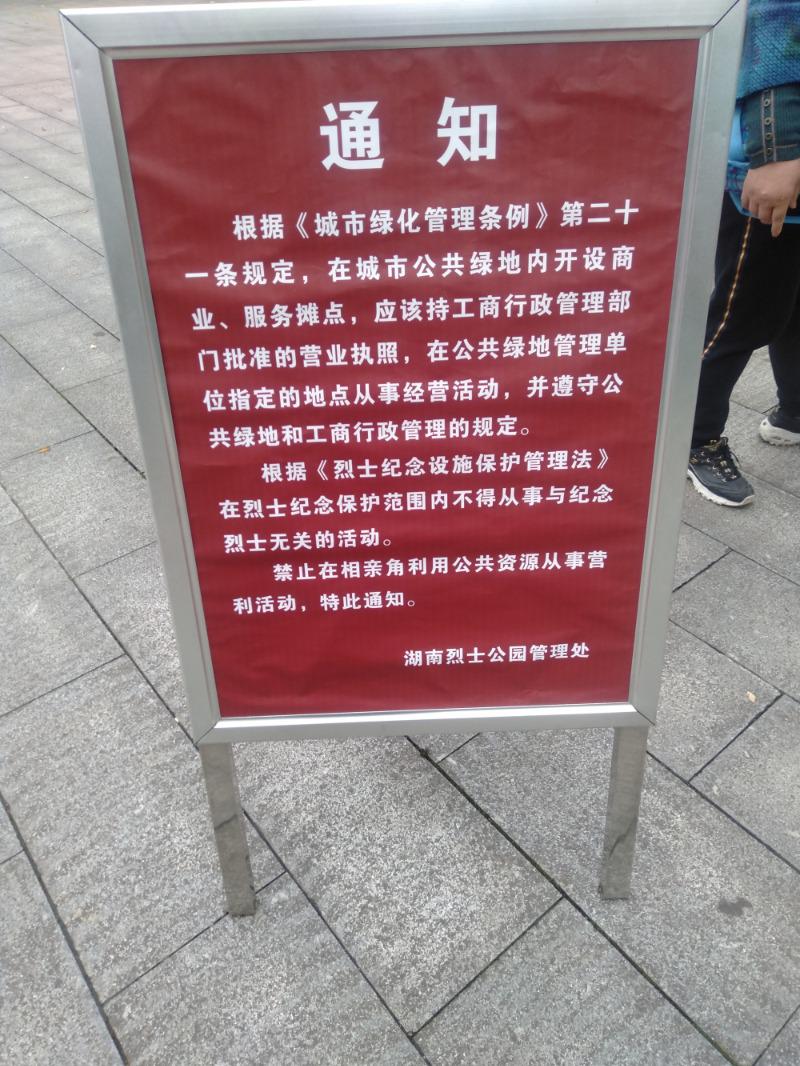 通 知
根据《城市绿化管理条例》第二十
一条规定，在城市公共绿地内开设商
业、服务摊点，应该持工商行政管理部
门批准的营业执照，在公共绿地管理单
位指定的地点从事经营活动，并遵守公
共绿地和工商行政管理的规定。
根据《烈士纪念设施保护管理法》
在烈士纪念保护范围内不得从事与纪念
烈士无关的活动。
禁止在相亲角利用公共资源从事营
利活动，特此通知。
湖南烈士公园管理处